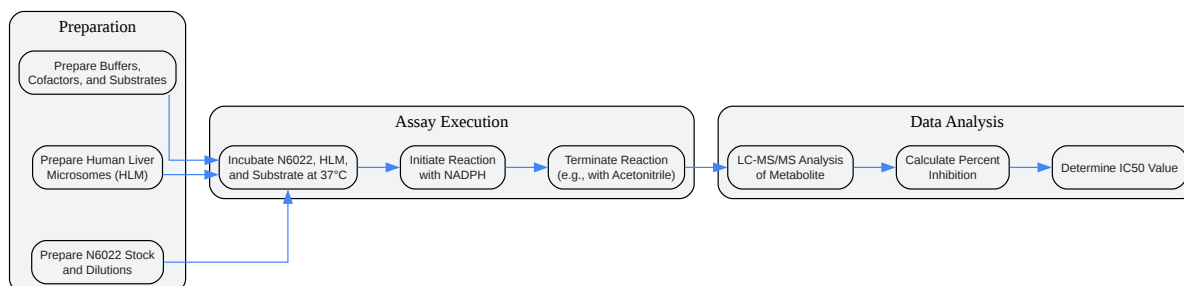 Preparation
Prepare Buffers,
Cofactors, and Substrates
Prepare Human Liver
Microsomes (HLM)
Prepare N6022 Stock
and Dilutions
Assay Execution
Incubate N6022, HLM,
and Substrate at 37°C
Initiate Reaction
with NADPH
Terminate Reaction
(e.g., with Acetonitrile)
Data Analysis
LC-MS/MS Analysis
of Metabolite
Calculate Percent
Inhibition
Determine IC50 Value